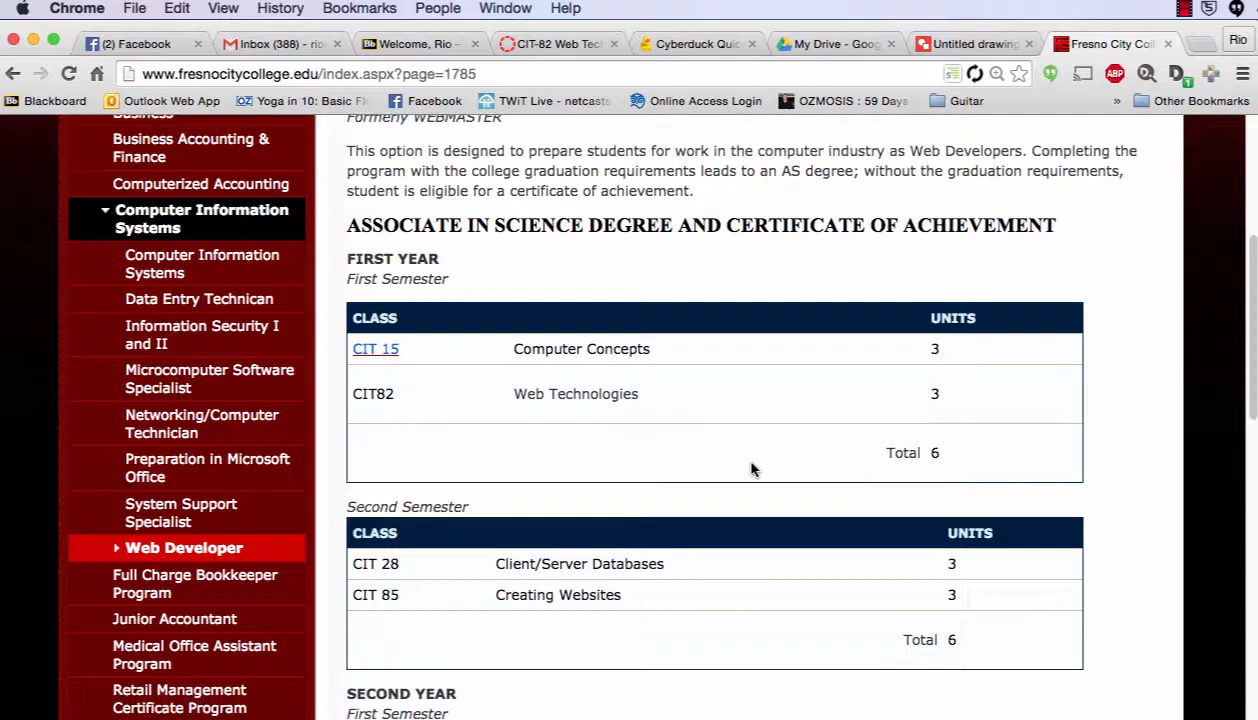 Chrome File Edit View History Bookmarks People Window Help
(2) Facebook
Inbox (388) - rio
Bb Welcome, Rio –
CIT-82 Web Tec
Cyberduck Quic
My Drive - Goog
Untitled drawing
Fresno City Coll
Rio
www.fresnocitycollege.edu/index.aspx?page=1785
ABP
D 1
5
Bb Blackboard
Outlook Web App
OZ Yoga in 10: Basic Fl
Facebook
TWiT Live - netcasts
Online Access Login
OZMOSIS : 59 Days
Guitar
»
Other Bookmarks
Business
Business Accounting &
Finance
Computerized Accounting
Computer Information
Systems
Computer Information
Systems
Data Entry Technican
Information Security I
and II
Microcomputer Software
Specialist
Networking/Computer
Technician
Preparation in Microsoft
Office
System Support
Specialist
Web Developer
Full Charge Bookkeeper
Program
Junior Accountant
Medical Office Assistant
Program
Retail Management
Certificate Program
Formerly WEBMASTER
This option is designed to prepare students for work in the computer industry as Web Developers. Completing the
program with the college graduation requirements leads to an AS degree; without the graduation requirements,
student is eligible for a certificate of achievement.
ASSOCIATE IN SCIENCE DEGREE AND CERTIFICATE OF ACHIEVEMENT
FIRST YEAR
First Semester
CLASS UNITS
CIT 15 Computer Concepts 3
CIT82 Web Technologies 3
Total 6
Second Semester
CLASS UNITS
CIT 28 Client/Server Databases 3
CIT 85 Creating Websites 3
Total 6
SECOND YEAR
First Semester